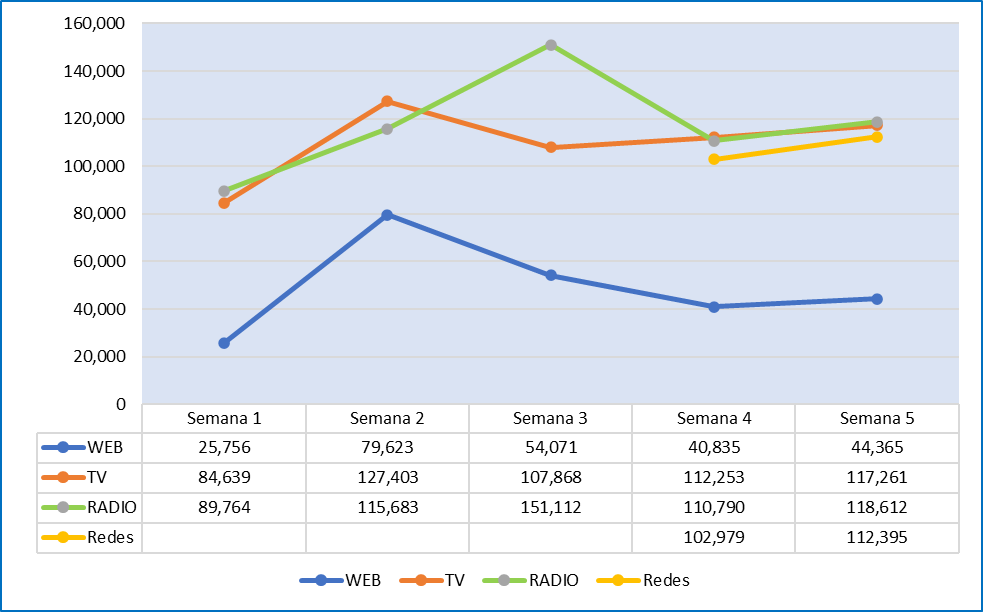 160,000
140,000
120,000
100,000
80,000
60,000
40,000
20,000
0
Semana 1 Semana 2 Semana 3 Semana 4 Semana 5
WEB 25,756 79,623 54,071 40,835 44,365
TV 84,639 127,403 107,868 112,253 117,261
RADIO 89,764 115,683 151,112 110,790 118,612
Redes 102,979 112,395
WEB TV RADIO Redes